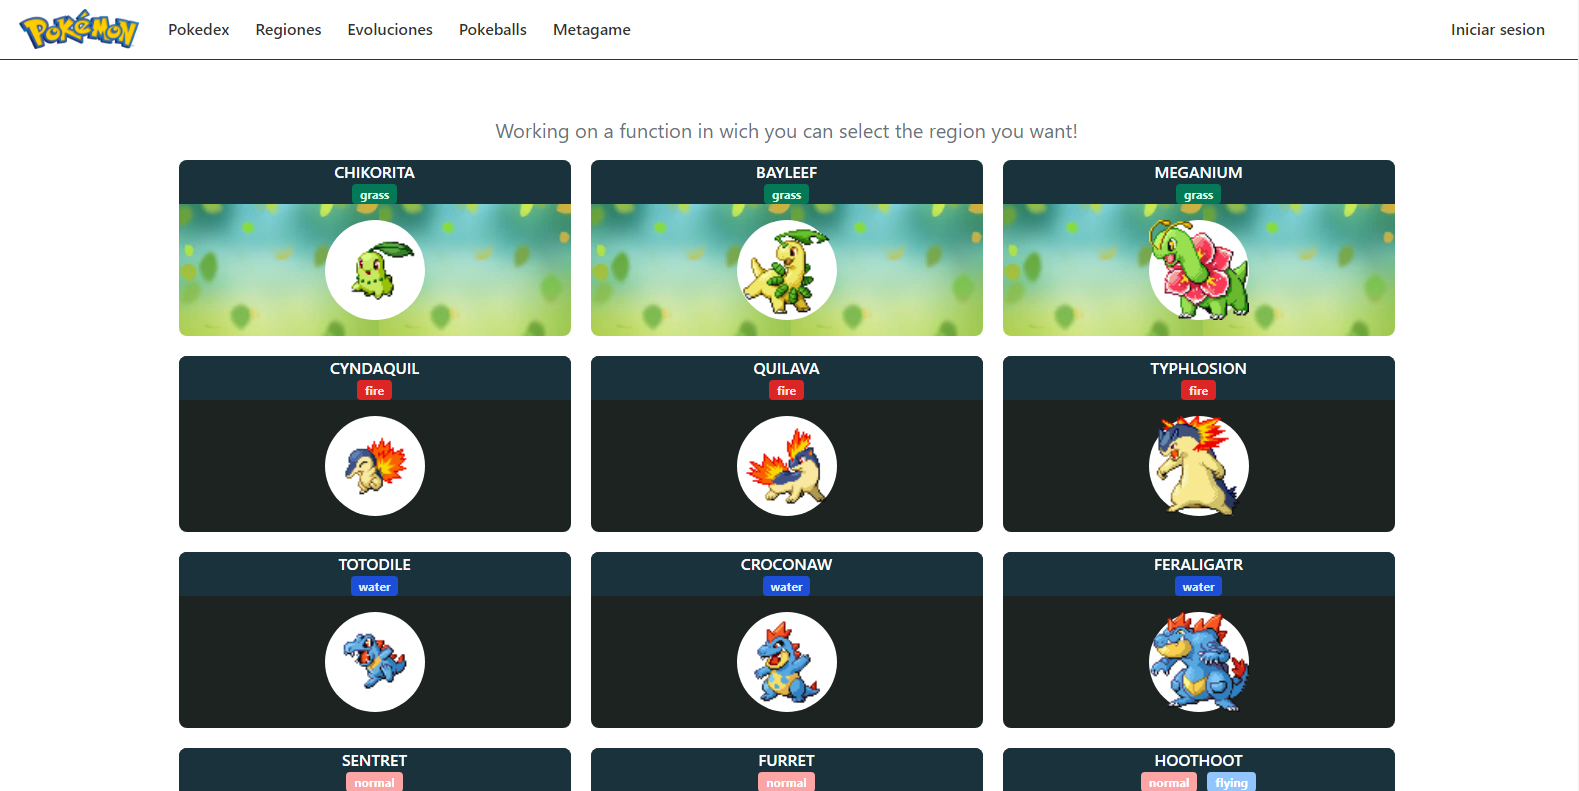 Pokémon Pokedex Regiones Evoluciones Pokeballs Metagame Iniciar sesion
Working on a function in wich you can select the region you want!
CHIKORITA BAYLEEF MEGANIUM
grass grass grass
CYNDAQUIL QUILAVA TYPHLOSION
fire fire fire
TOTODILE CROCONAW FERALIGATR
water water water
SENTRET FURRET HOOTHOOT
normal normal normal flying